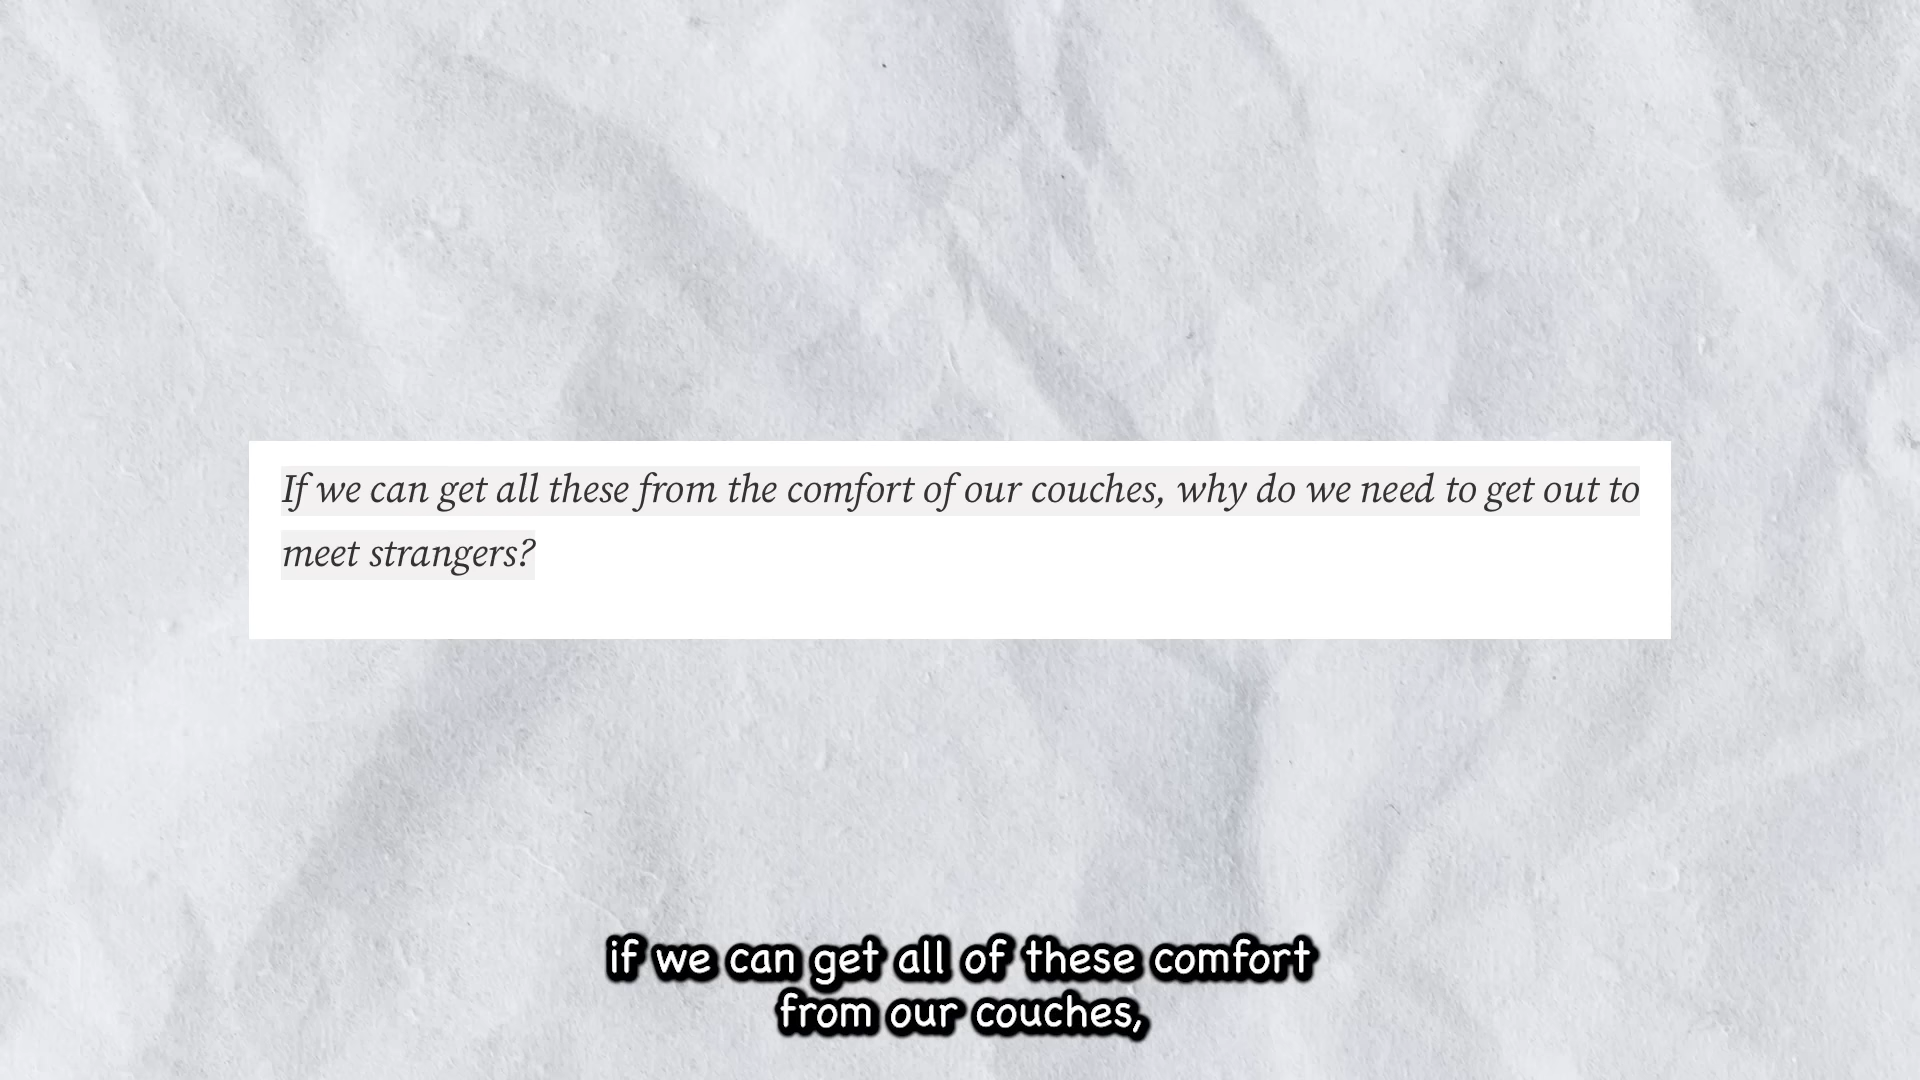 If we can get all these from the comfort of our couches, why do we need to get out to
meet strangers?
if we can get all of these comfort
from our couches,